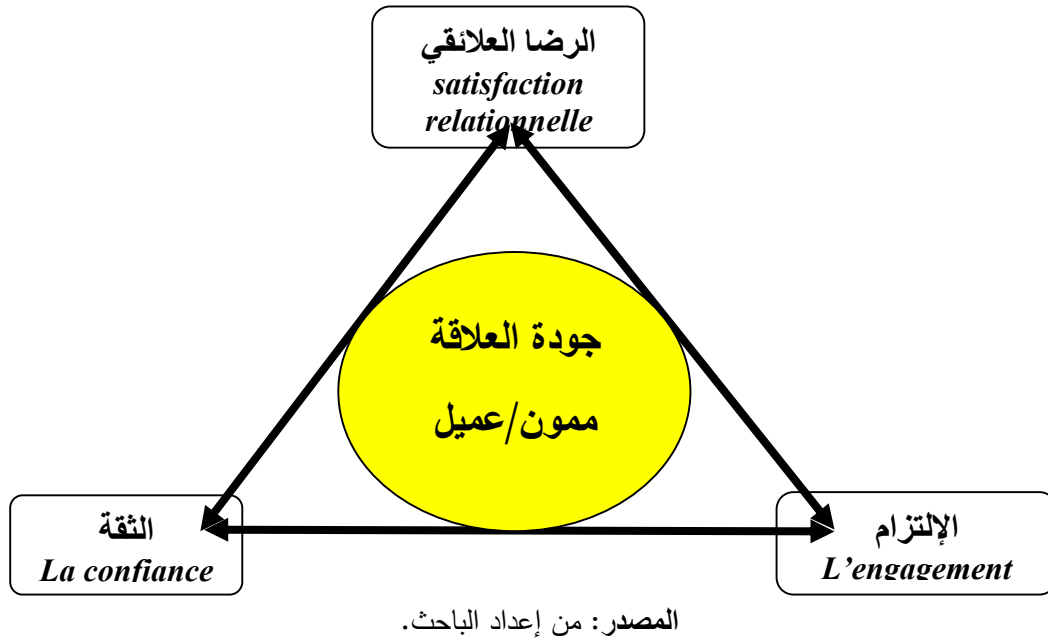 الرضا العلائقي
satisfaction
relationnelle
جودة العلاقة
ممون/عميل
الثقة
La confiance
الإلتزام
L’engagement
المصدر: من إعداد الباحث.